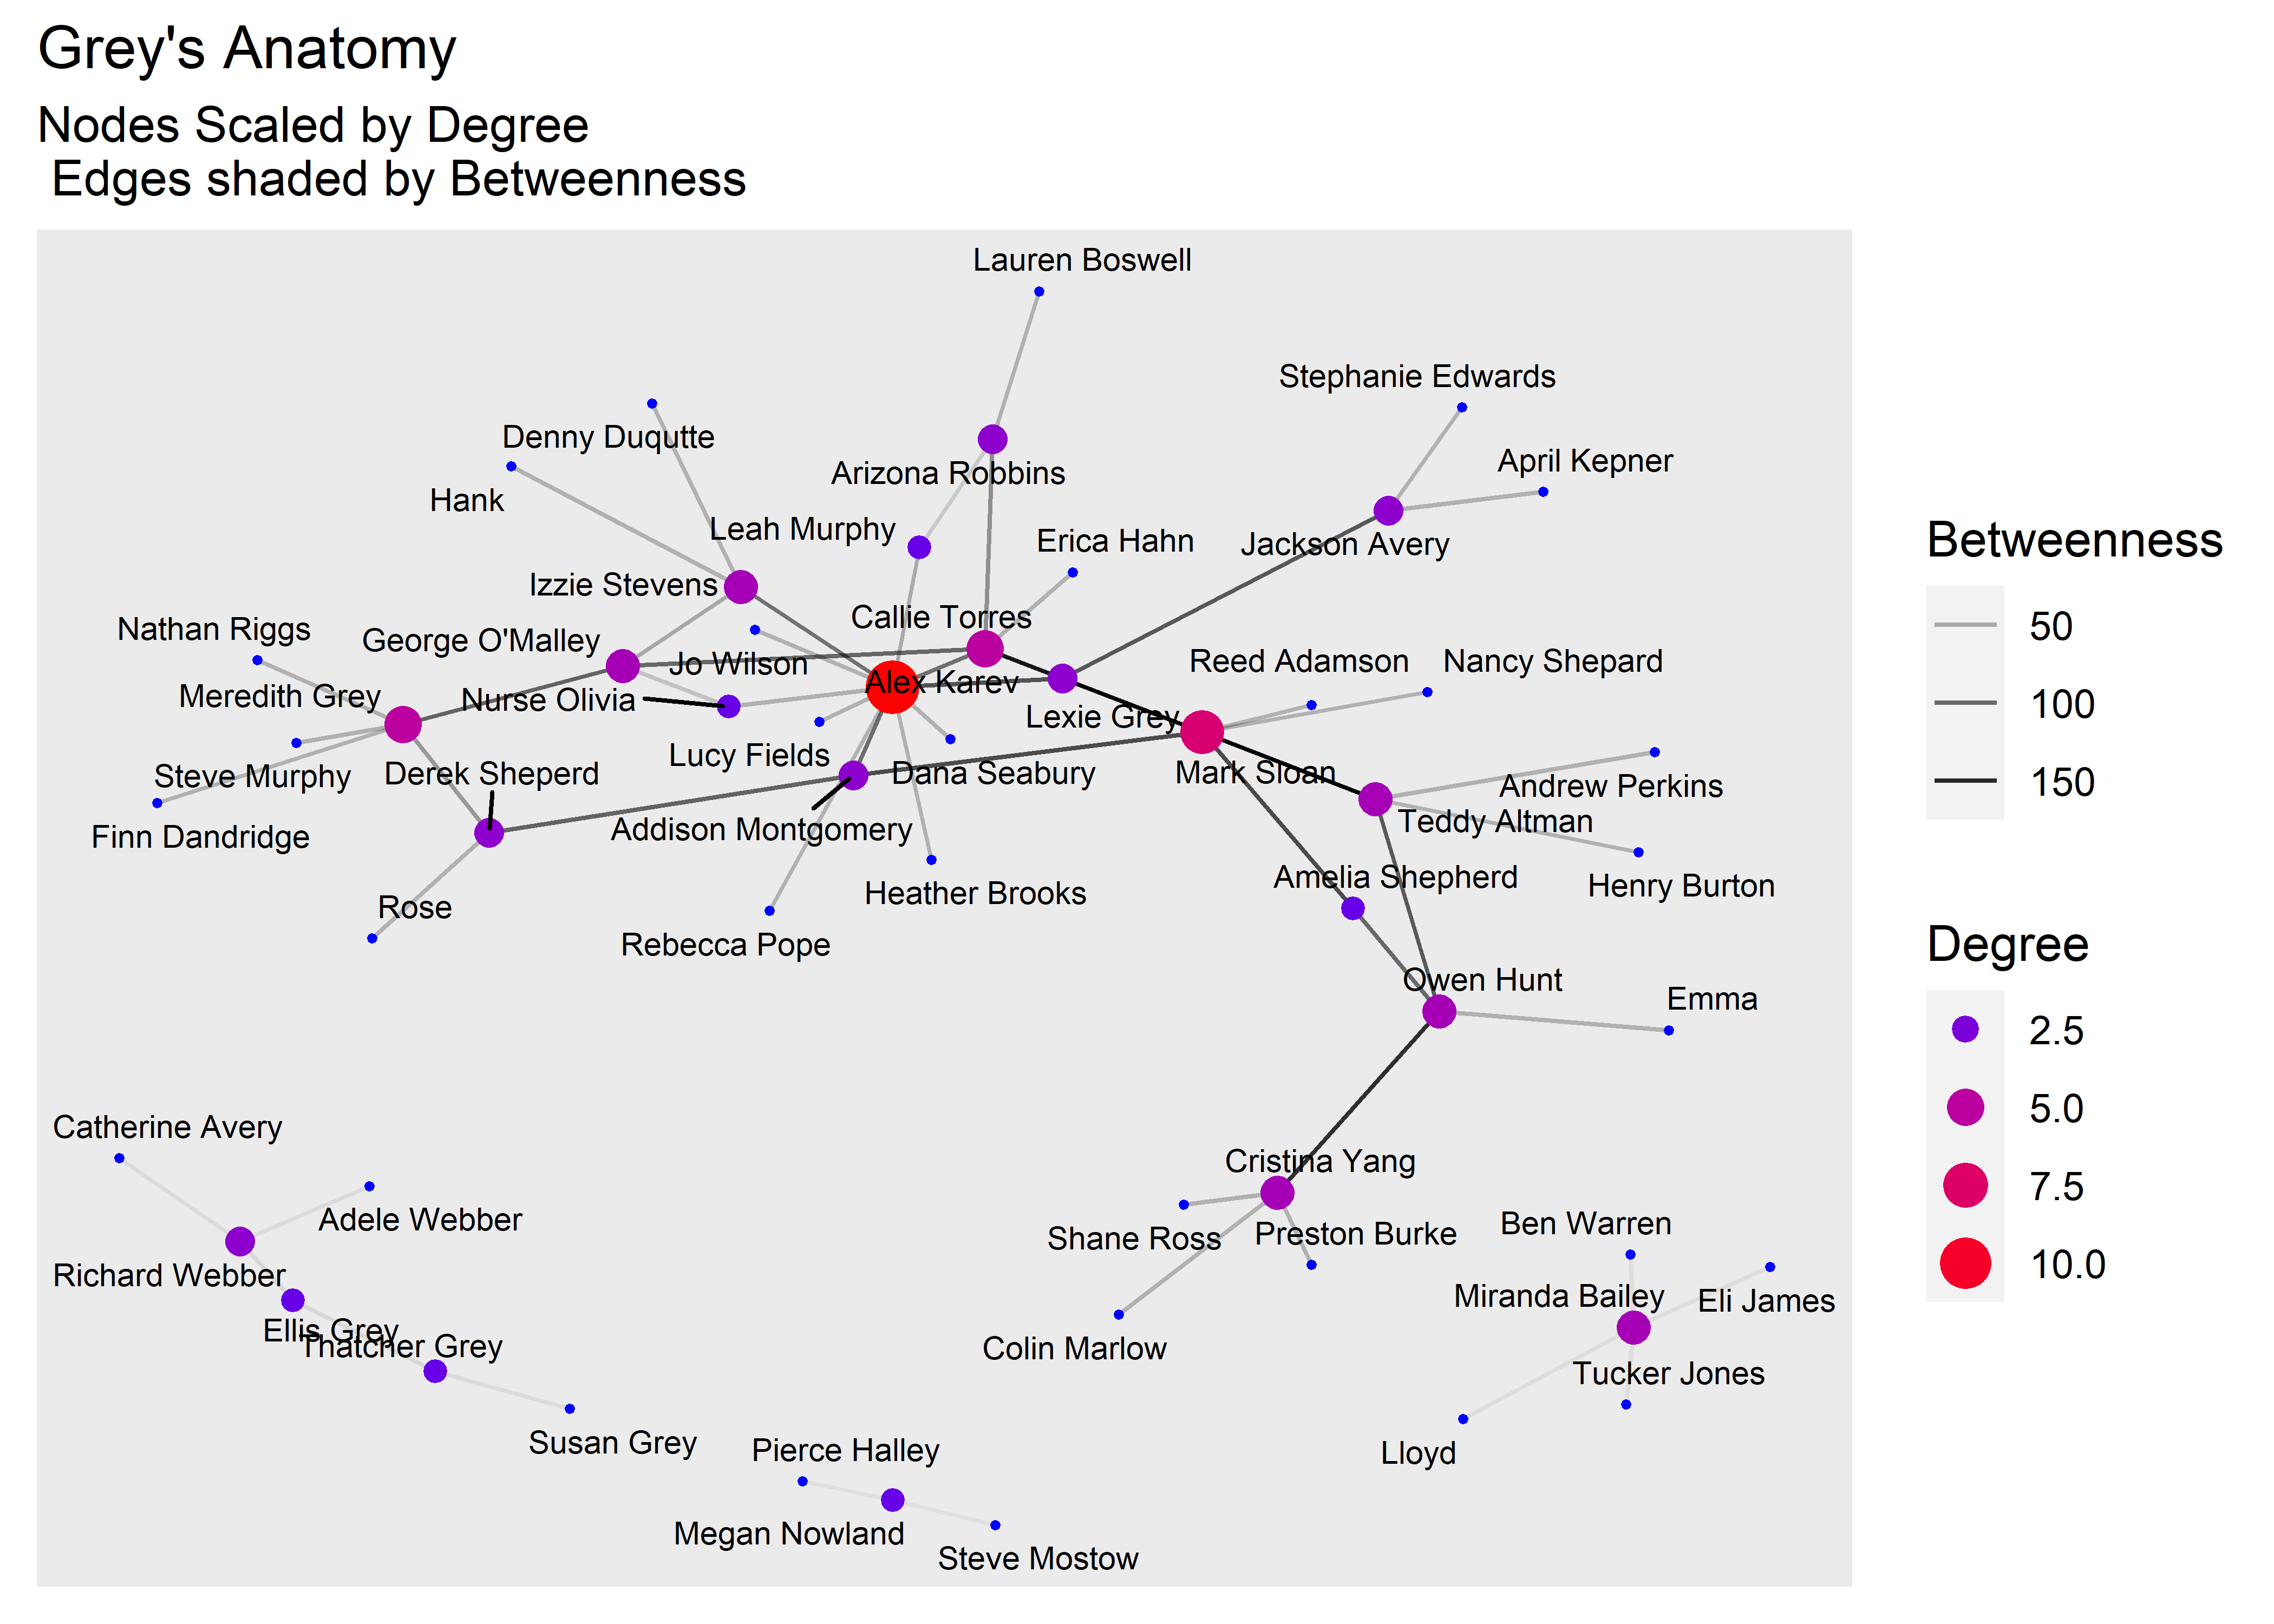 Grey's Anatomy
Nodes Scaled by Degree
Edges shaded by Betweenness
Lauren Boswell
Stephanie Edwards
Denny Duqutte
April Kepner
Arizona Robbins
Hank
Leah Murphy
Erica Hahn
Jackson Avery
Izzie Stevens
Callie Torres
Nathan Riggs
George O'Malley
Jo Wilson
Reed Adamson
Nancy Shepard
Alex Karev
Meredith Grey
Nurse Olivia
Lexie Grey
Lucy Fields
Steve Murphy
Derek Sheperd
Dana Seabury
Mark Sloan
Andrew Perkins
Teddy Altman
Addison Montgomery
Finn Dandridge
Amelia Shepherd
Henry Burton
Heather Brooks
Rose
Rebecca Pope
Owen Hunt
Emma
Catherine Avery
Cristina Yang
Adele Webber
Shane Ross
Preston Burke
Ben Warren
Richard Webber
Miranda Bailey
Eli James
Ellis Grey
Thatcher Grey
Colin Marlow
Tucker Jones
Susan Grey
Pierce Halley
Lloyd
Megan Nowland
Steve Mostow
Betweenness
50
100
150
Degree
2.5
5.0
7.5
10.0